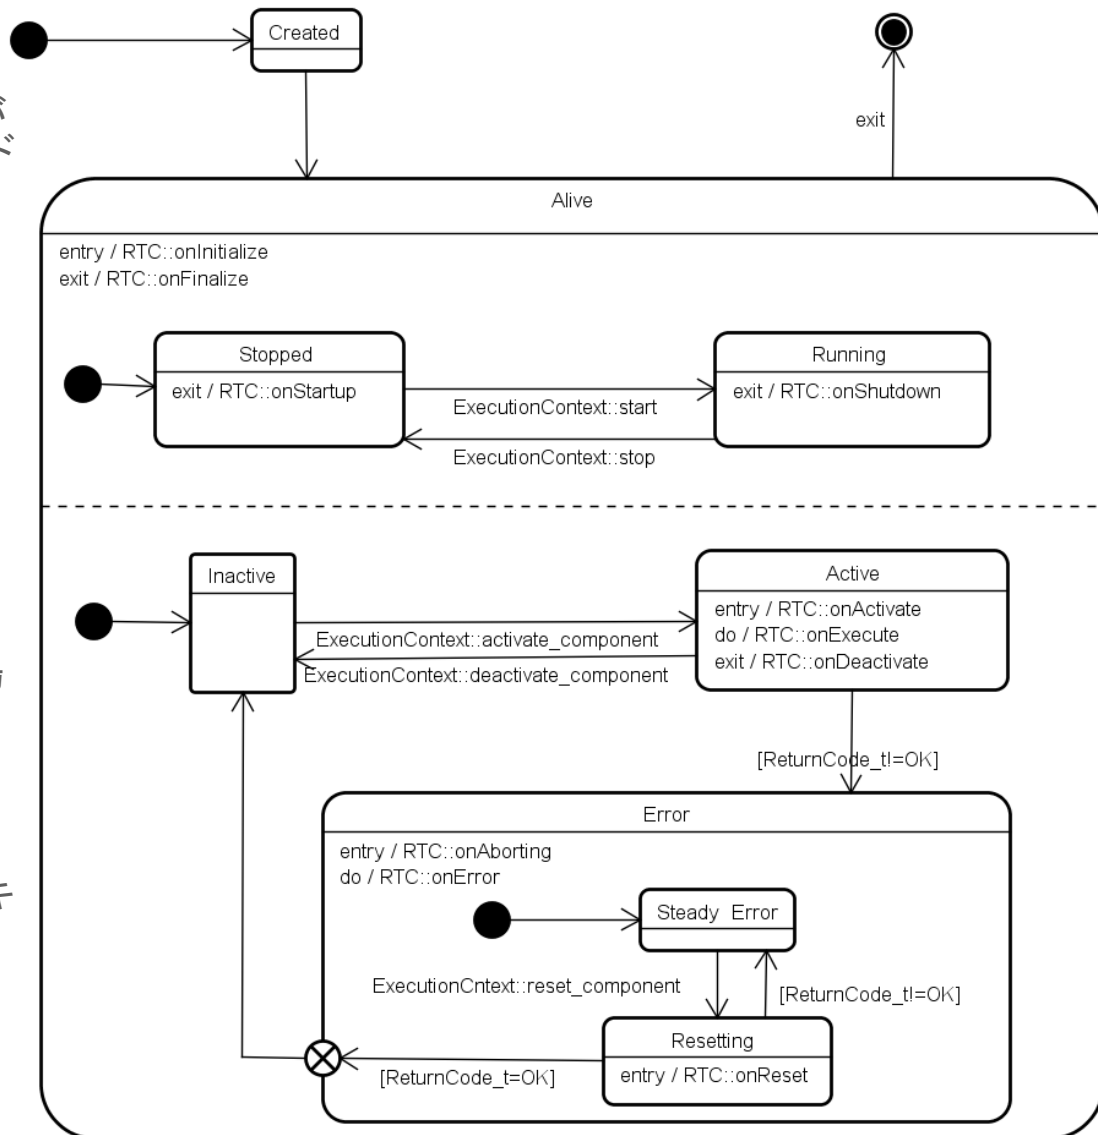 Created
exit
Alive
entry / RTC::onInitialize
exit / RTC::onFinalize
Stopped
exit / RTC::onStartup
Running
exit / RTC::onShutdown
ExecutionContext::start
ExecutionContext::stop
Inactive
Active
entry / RTC::onActivate
do / RTC::onExecute
exit / RTC::onDeactivate
ExecutionContext::activate_component
ExecutionContext::deactivate_component
[ReturnCode_t!=OK]
Error
entry / RTC::onAborting
do / RTC::onError
Steady Error
ExecutionCntext::reset_component
[ReturnCode_t!=OK]
Resetting
entry / RTC::onReset
[ReturnCode_t=OK]